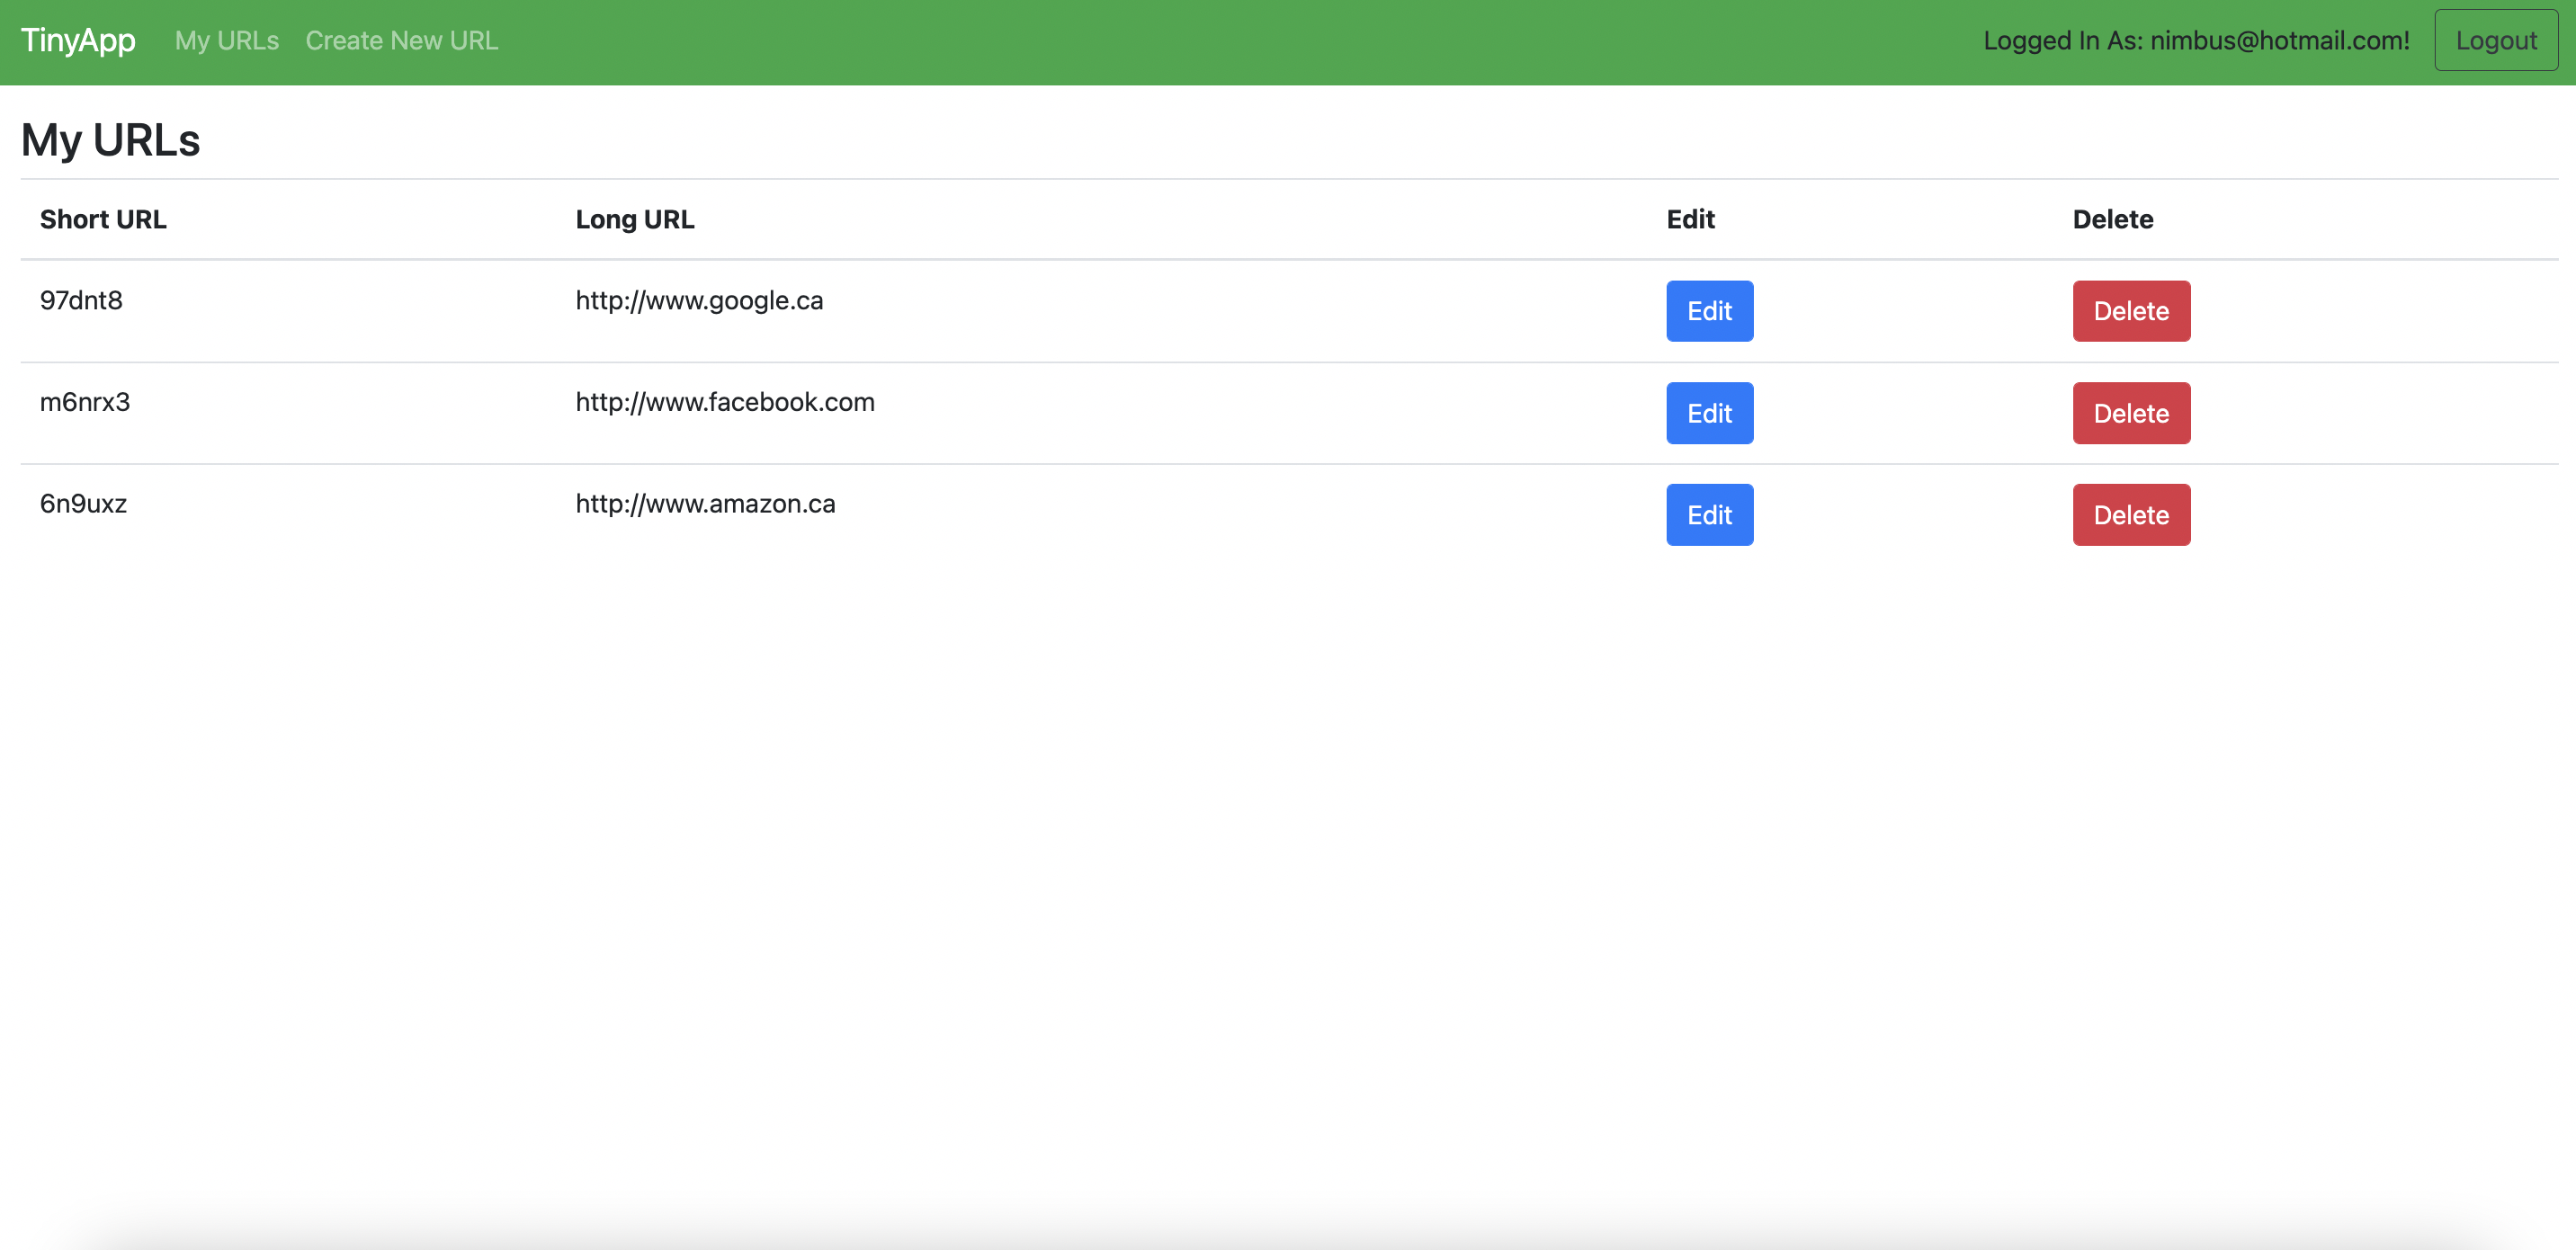 TinyApp My URLs Create New URL Logged In As: nimbus@hotmail.com! Logout
My URLs
Short URL Long URL Edit Delete
97dnt8 http://www.google.ca Edit Delete
m6nrx3 http://www.facebook.com Edit Delete
6n9uxz http://www.amazon.ca Edit Delete